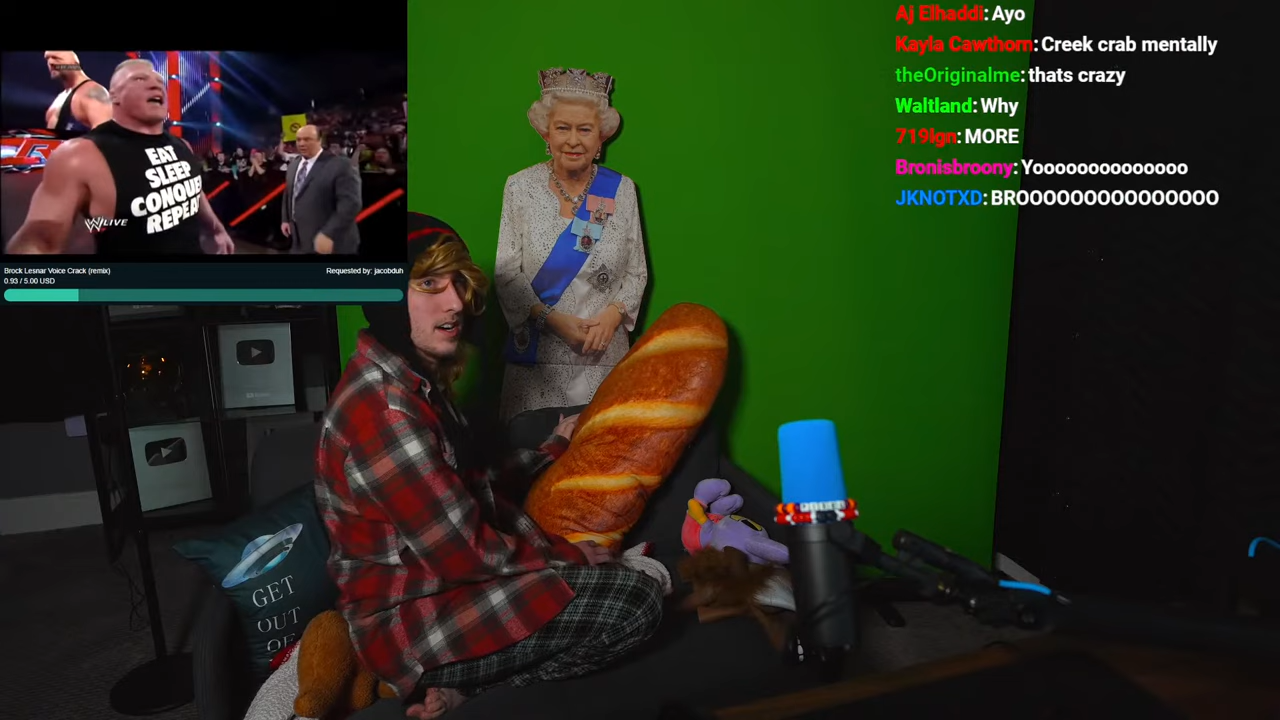 EAT
SLEEP
CONQUER
REPEAT
LIVE
Brock Lesnar Voice Crack (remix)
Requested by: jacobduh
0.93 / 5.00 USD
Aj Elhaddi: Ayo
Kayla Cawthorn: Creek crab mentally
theOriginalme: thats crazy
Waltland: Why
719lgn: MORE
Bronisbroony: Yoooooooooooooo
JKNOTXD: BROOOOOOOOOOOOOOO
GET
OUT
OF